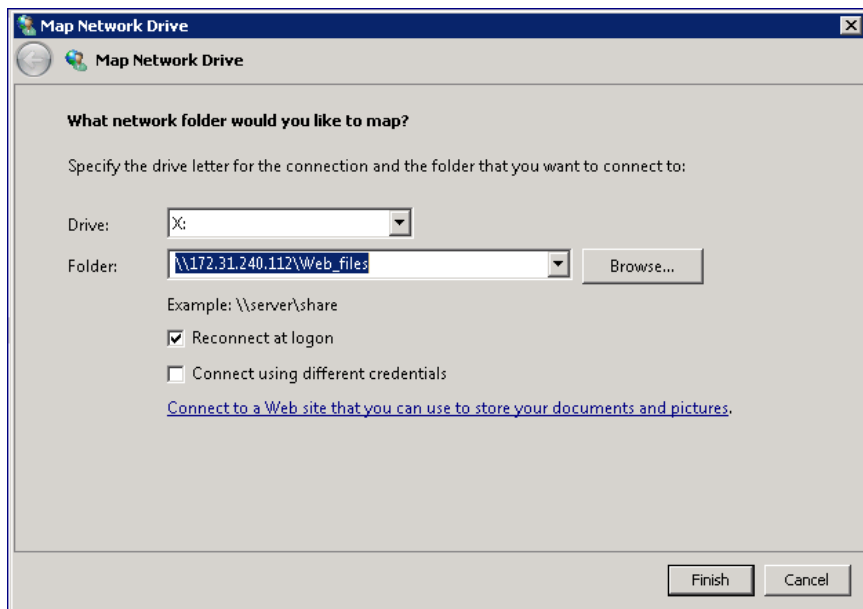 Map Network Drive
Map Network Drive
What network folder would you like to map?
Specify the drive letter for the connection and the folder that you want to connect to:
Drive: X:
Folder: \\172.31.240.112\Web_files Browse...
Example: \\server\share
Reconnect at logon
Connect using different credentials
Connect to a Web site that you can use to store your documents and pictures.
Finish Cancel